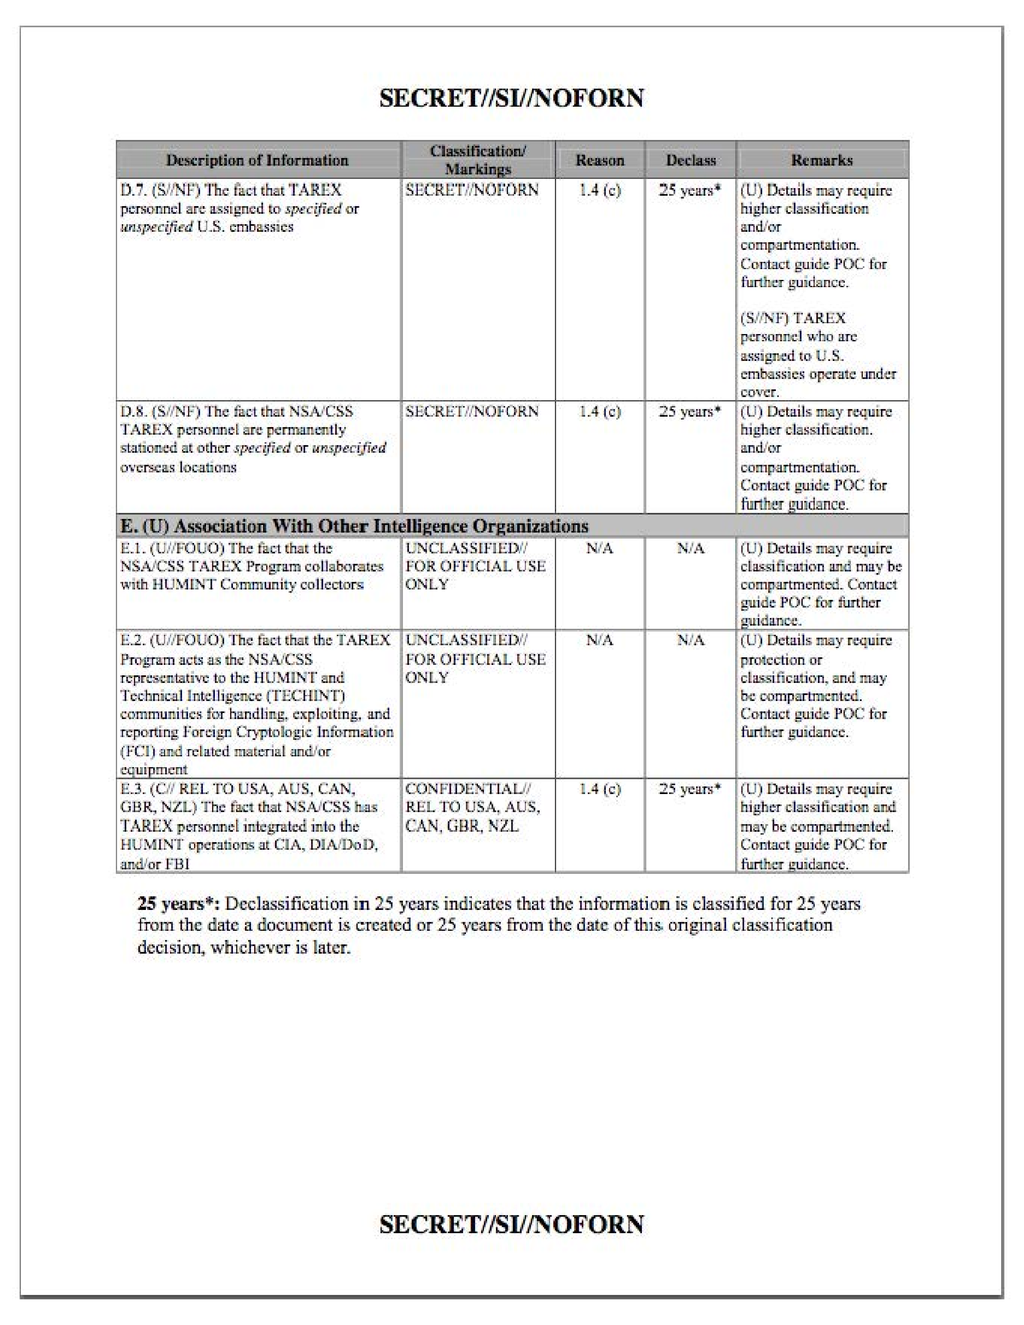 SECRET//SI//NOFORN
Description of Information
Classification/
Markings
Reason
Declass
Remarks
D.7. (S//NF) The fact that TAREX
personnel are assigned to specified or
unspecified U.S. embassies
SECRET//NOFORN
1.4 (c)
25 years*
(U) Details may require
higher classification
and/or
compartmentation.
Contact guide POC for
further guidance.
(S//NF) TAREX
personnel who are
assigned to U.S.
embassies operate under
cover.
D.8. (S//NF) The fact that NSA/CSS
TAREX personnel are permanently
stationed at other specified or unspecified
overseas locations
SECRET//NOFORN
1.4 (c)
25 years*
(U) Details may require
higher classification.
and/or
compartmentation.
Contact guide POC for
further guidance.
E. (U) Association With Other Intelligence Organizations
E.1. (U//FOUO) The fact that the
NSA/CSS TAREX Program collaborates
with HUMINT Community collectors
UNCLASSIFIED//
FOR OFFICIAL USE
ONLY
N/A
N/A
(U) Details may require
classification and may be
compartmented. Contact
guide POC for further
guidance.
E.2. (U//FOUO) The fact that the TAREX
Program acts as the NSA/CSS
representative to the HUMINT and
Technical Intelligence (TECHINT)
communities for handling, exploiting, and
reporting Foreign Cryptologic Information
(FCI) and related material and/or
equipment
UNCLASSIFIED//
FOR OFFICIAL USE
ONLY
N/A
N/A
(U) Details may require
protection or
classification, and may
be compartmented.
Contact guide POC for
further guidance.
E.3. (C// REL TO USA, AUS, CAN,
GBR, NZL) The fact that NSA/CSS has
TAREX personnel integrated into the
HUMINT operations at CIA, DIA/DoD,
and/or FBI
CONFIDENTIAL//
REL TO USA, AUS,
CAN, GBR, NZL
1.4 (c)
25 years*
(U) Details may require
higher classification and
may be compartmented.
Contact guide POC for
further guidance.
25 years*: Declassification in 25 years indicates that the information is classified for 25 years
from the date a document is created or 25 years from the date of this original classification
decision, whichever is later.
SECRET//SI//NOFORN